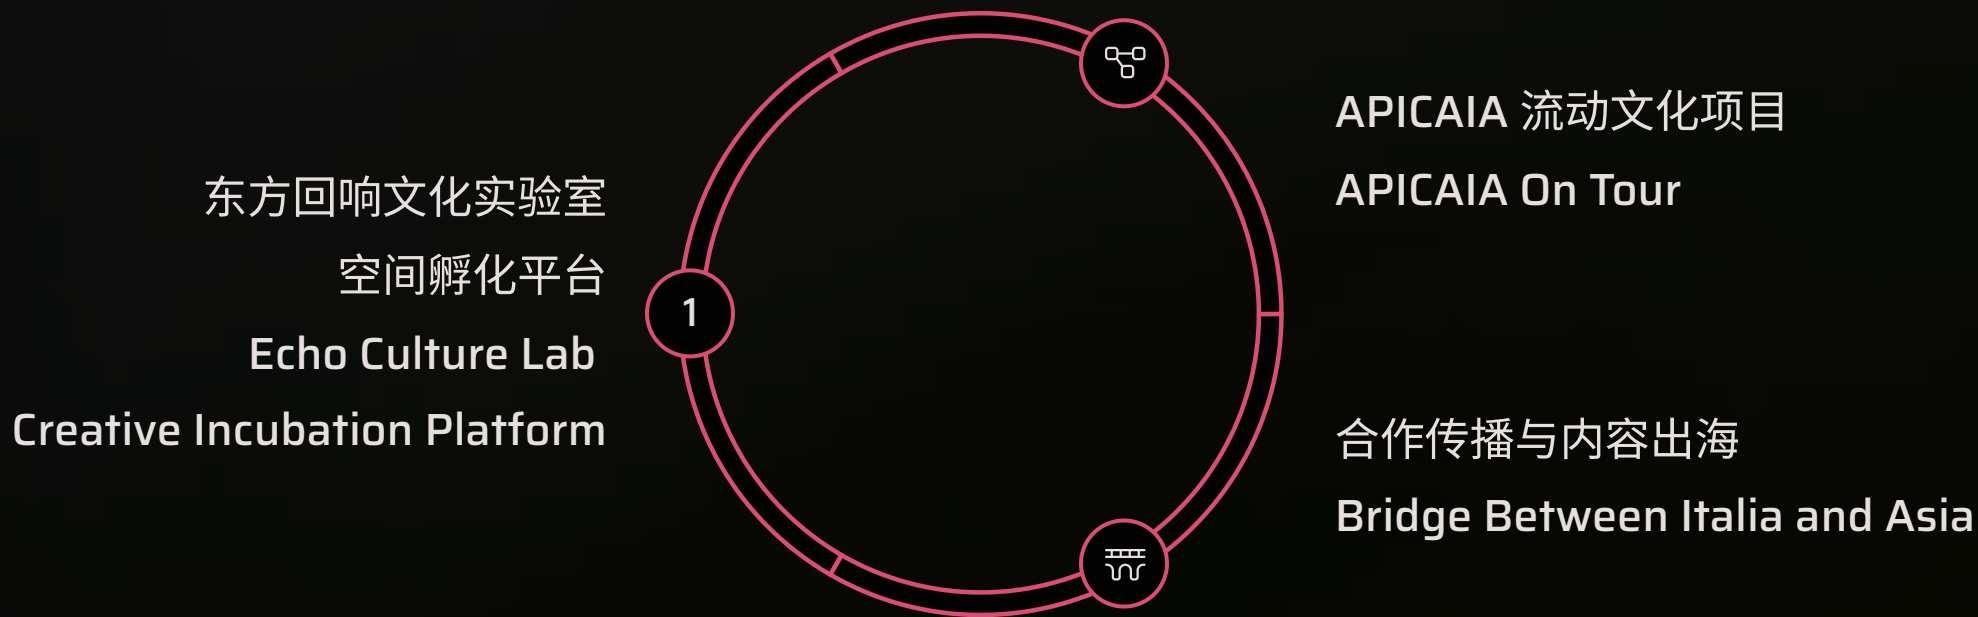 东方回响文化实验室
空间孵化平台
Echo Culture Lab
Creative Incubation Platform
1
APICAIA 流动文化项目
APICAIA On Tour
合作传播与内容出海
Bridge Between Italia and Asia